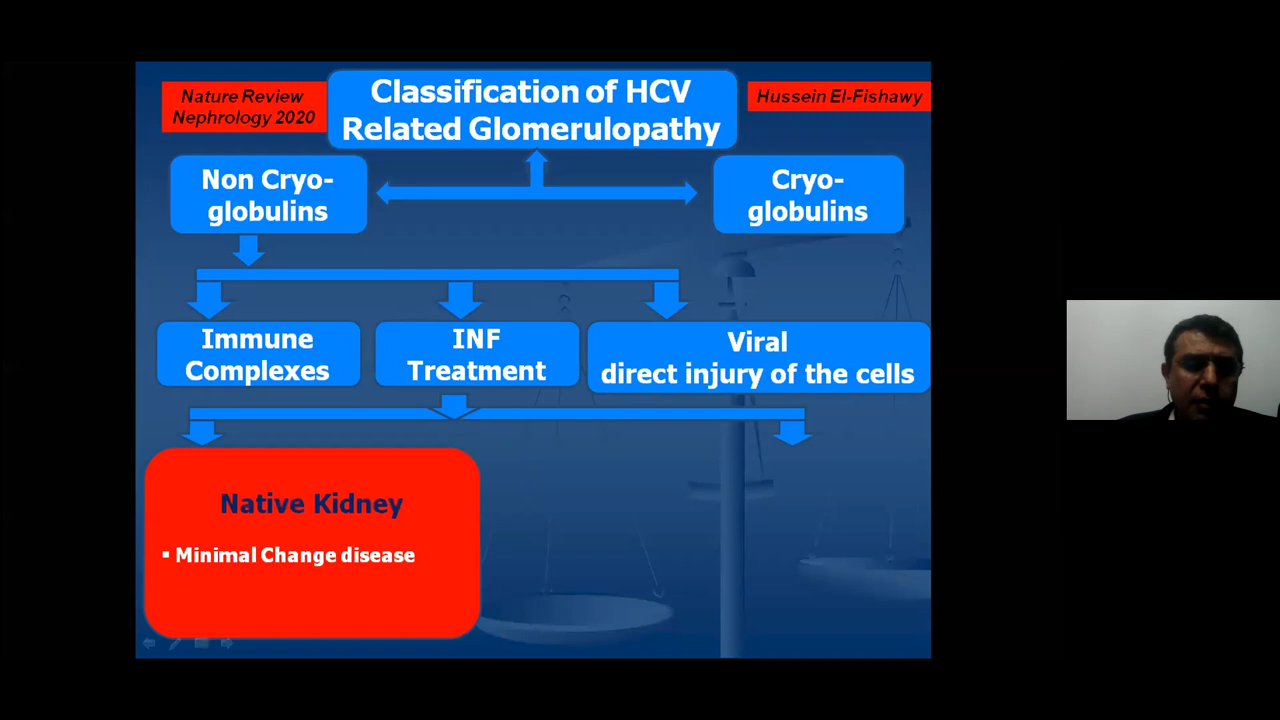 Nature Review
Nephrology 2020
Classification of HCV
Related Glomerulopathy
Hussein El-Fishawy
Non Cryo-
globulins
Cryo-
globulins
Immune
Complexes
INF
Treatment
Viral
direct injury of the cells
Native Kidney
▪ Minimal Change disease